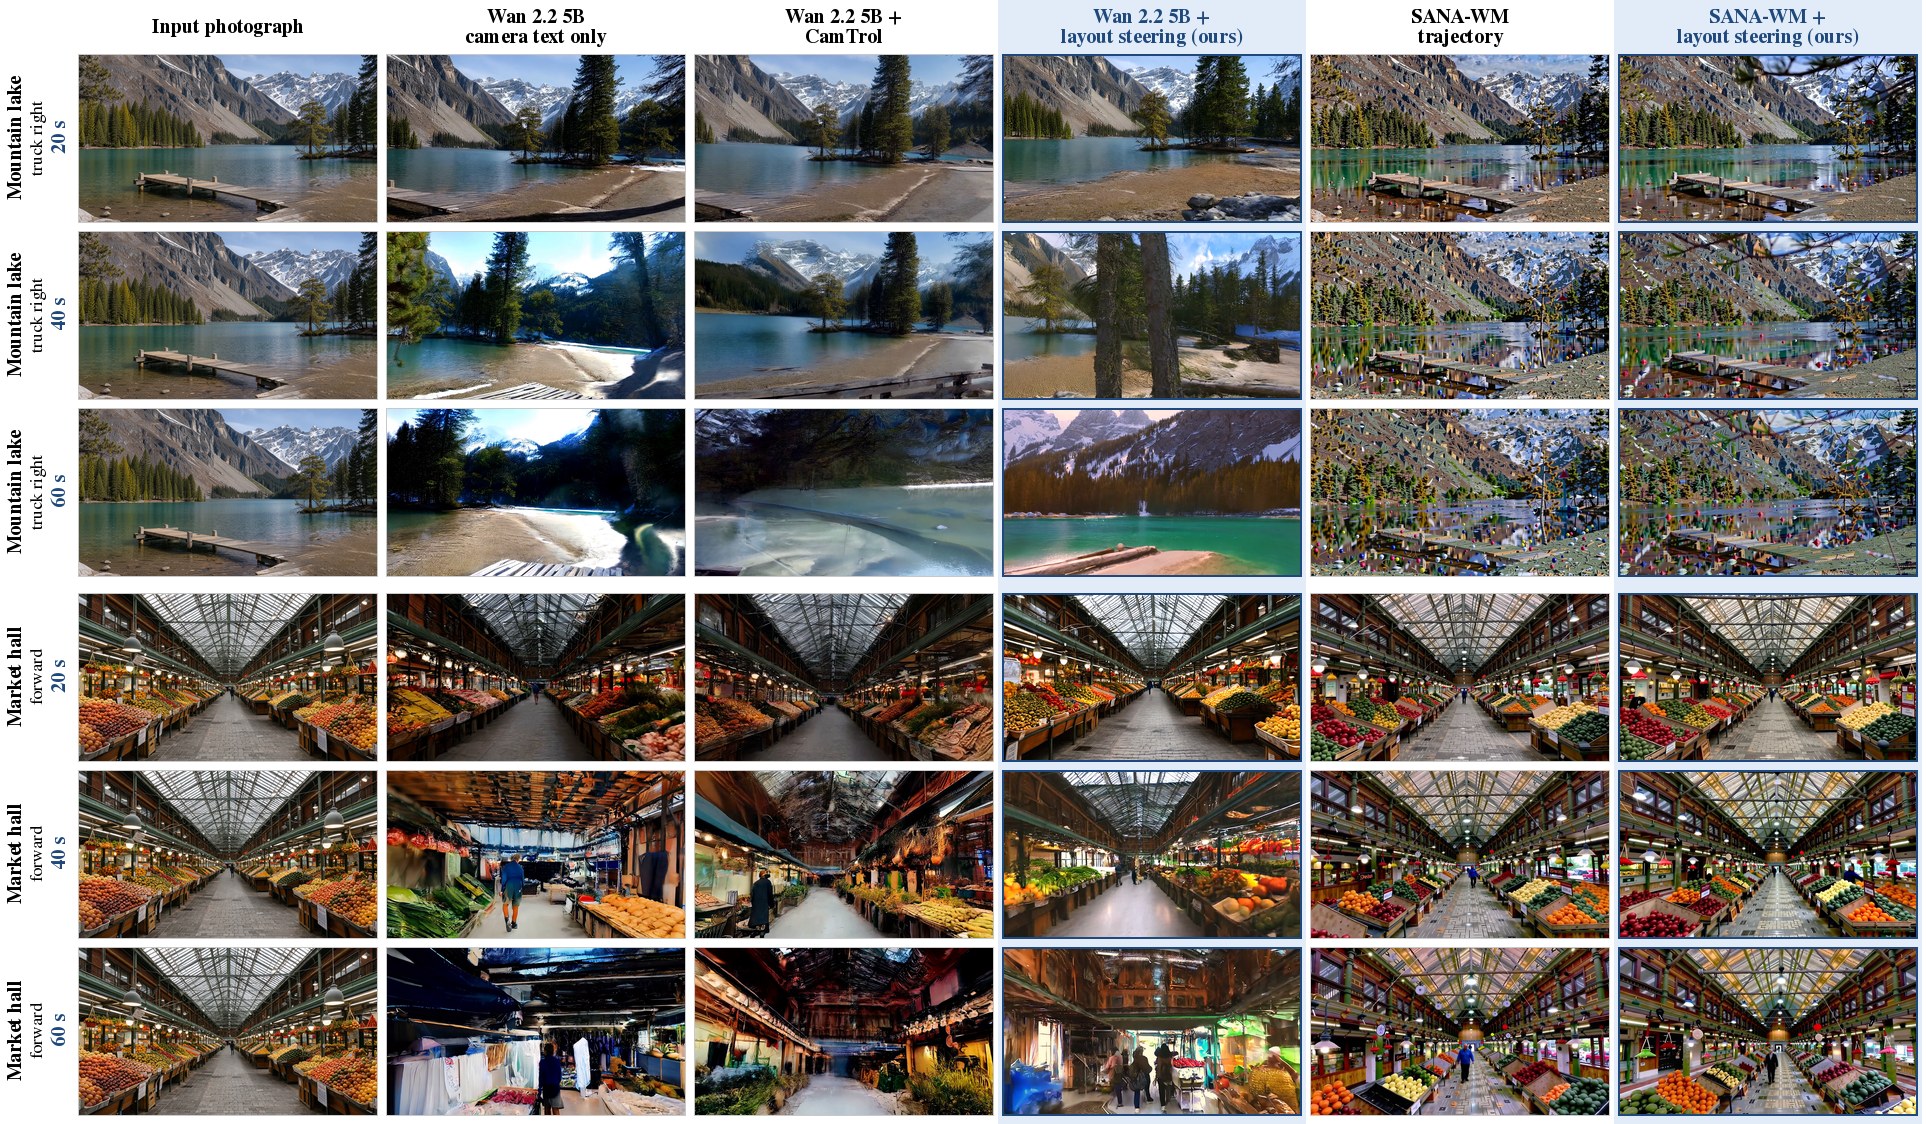 Input photograph
Wan 2.2 5B
camera text only
Wan 2.2 5B +
CamTrol
Wan 2.2 5B +
layout steering (ours)
SANA-WM
trajectory
SANA-WM +
layout steering (ours)
Mountain lake
truck right
20 s
Mountain lake
truck right
40 s
Mountain lake
truck right
60 s
Market hall
forward
20 s
Market hall
forward
40 s
Market hall
forward
60 s